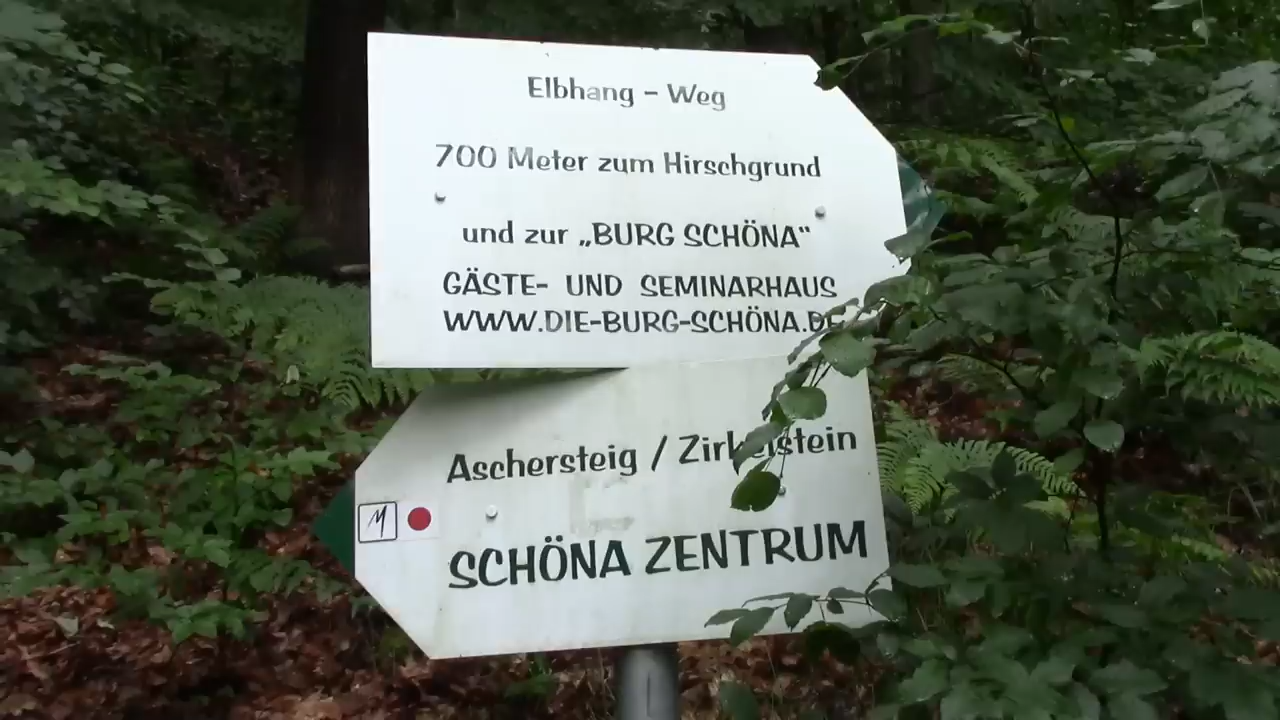 Elbhang – Weg
700 Meter zum Hirschgrund
und zur „BURG SCHÖNA“
GÄSTE- UND SEMINARHAUS
WWW.DIE-BURG-SCHÖNA.DE
Aschersteig / Zirkelstein
M
SCHÖNA ZENTRUM